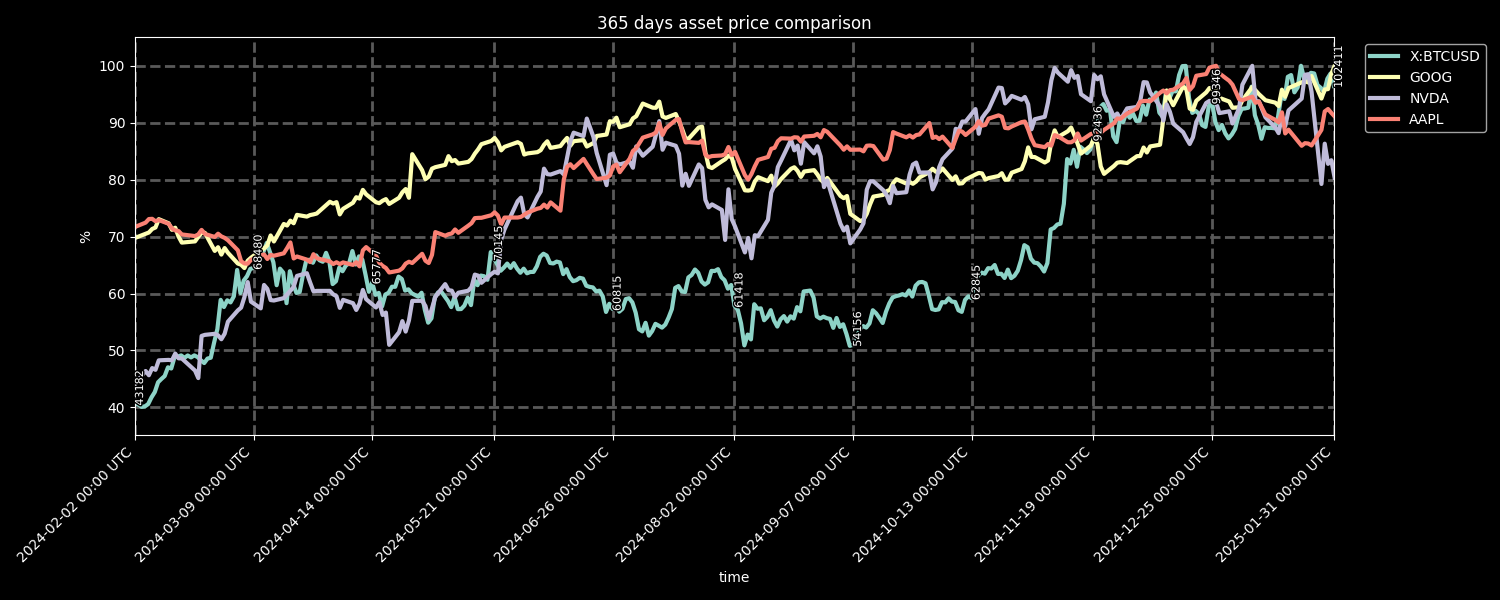 365 days asset price comparison
X:BTCUSD
GOOG
NVDA
AAPL
100
90
80
70
60
50
40
%
43182
68480
65777
70145
60815
61418
54156
62845
92436
99346
102411
2024-02-02 00:00 UTC
2024-03-09 00:00 UTC
2024-04-14 00:00 UTC
2024-05-21 00:00 UTC
2024-06-26 00:00 UTC
2024-08-02 00:00 UTC
2024-09-07 00:00 UTC
2024-10-13 00:00 UTC
2024-11-19 00:00 UTC
2024-12-25 00:00 UTC
2025-01-31 00:00 UTC
time